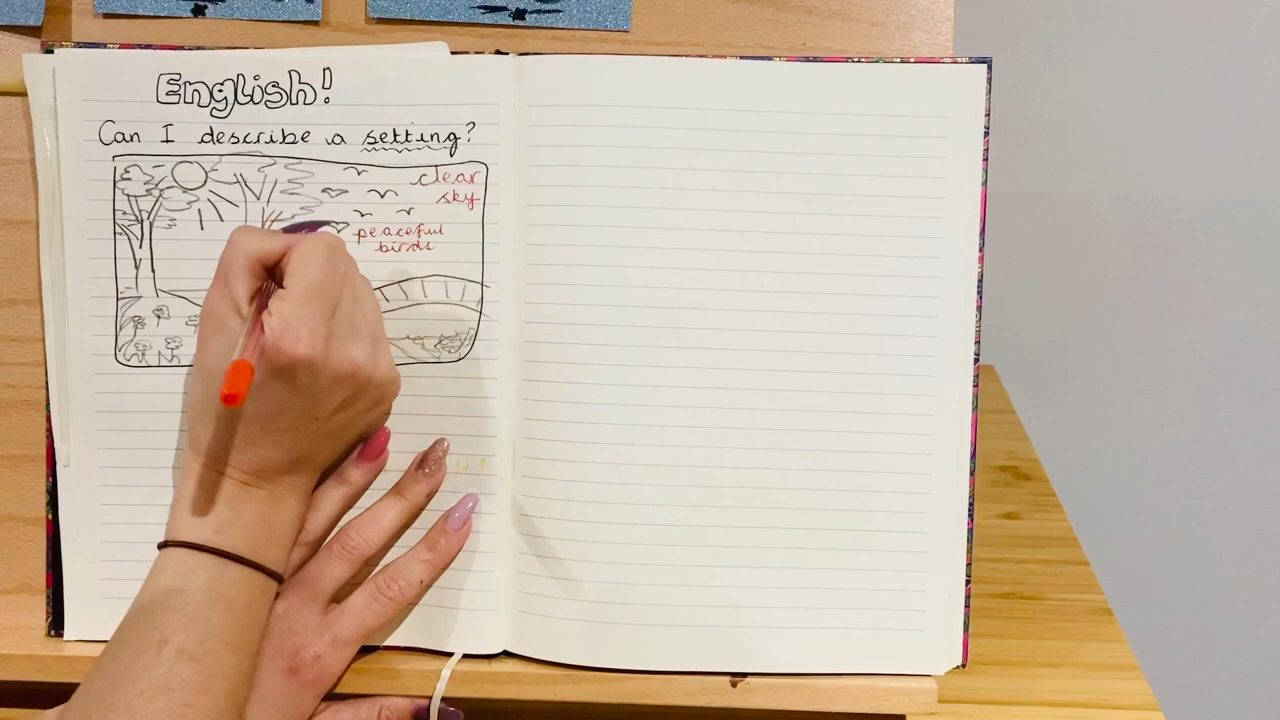 English!
Can I describe a setting?
clear
sky
peaceful
birds